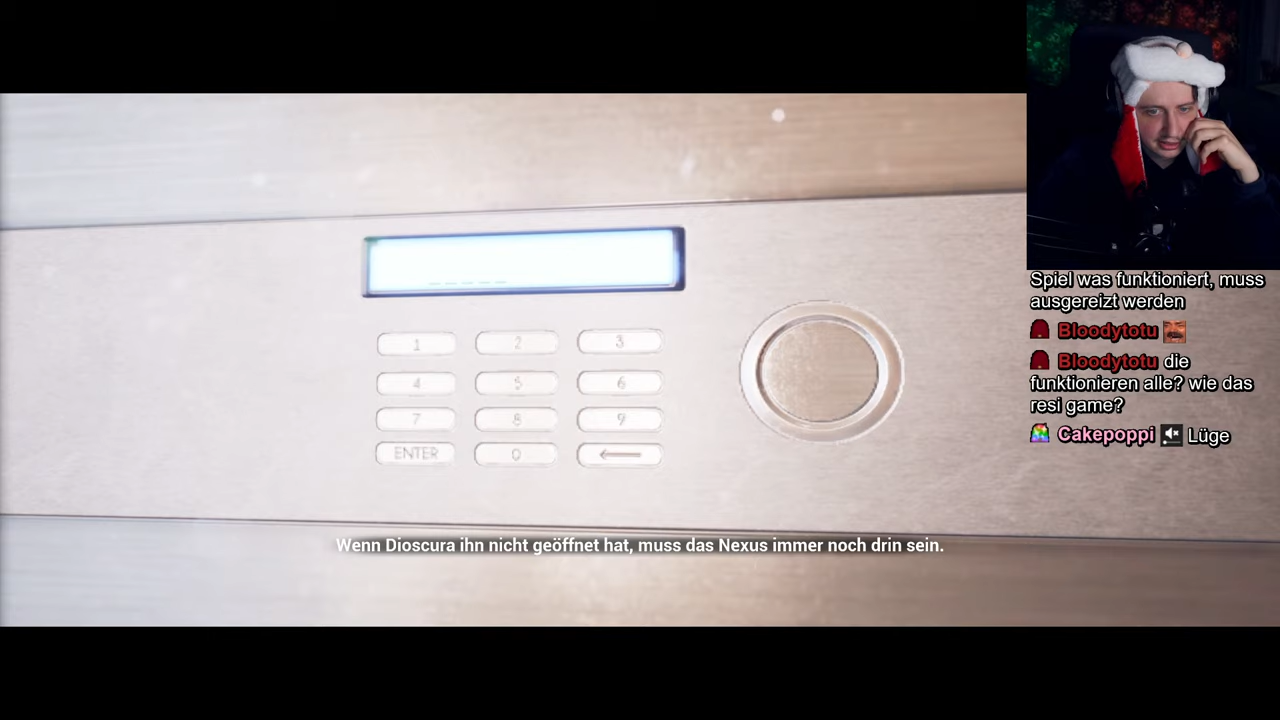 1 2 3
4 5 6
7 8 9
ENTER 0
Wenn Dioscura ihn nicht geöffnet hat, muss das Nexus immer noch drin sein.
Spiel was funktioniert, muss
ausgereizt werden
Bloodytotu
Bloodytotu die
funktionieren alle? wie das
resi game?
Cakepoppi Lüge